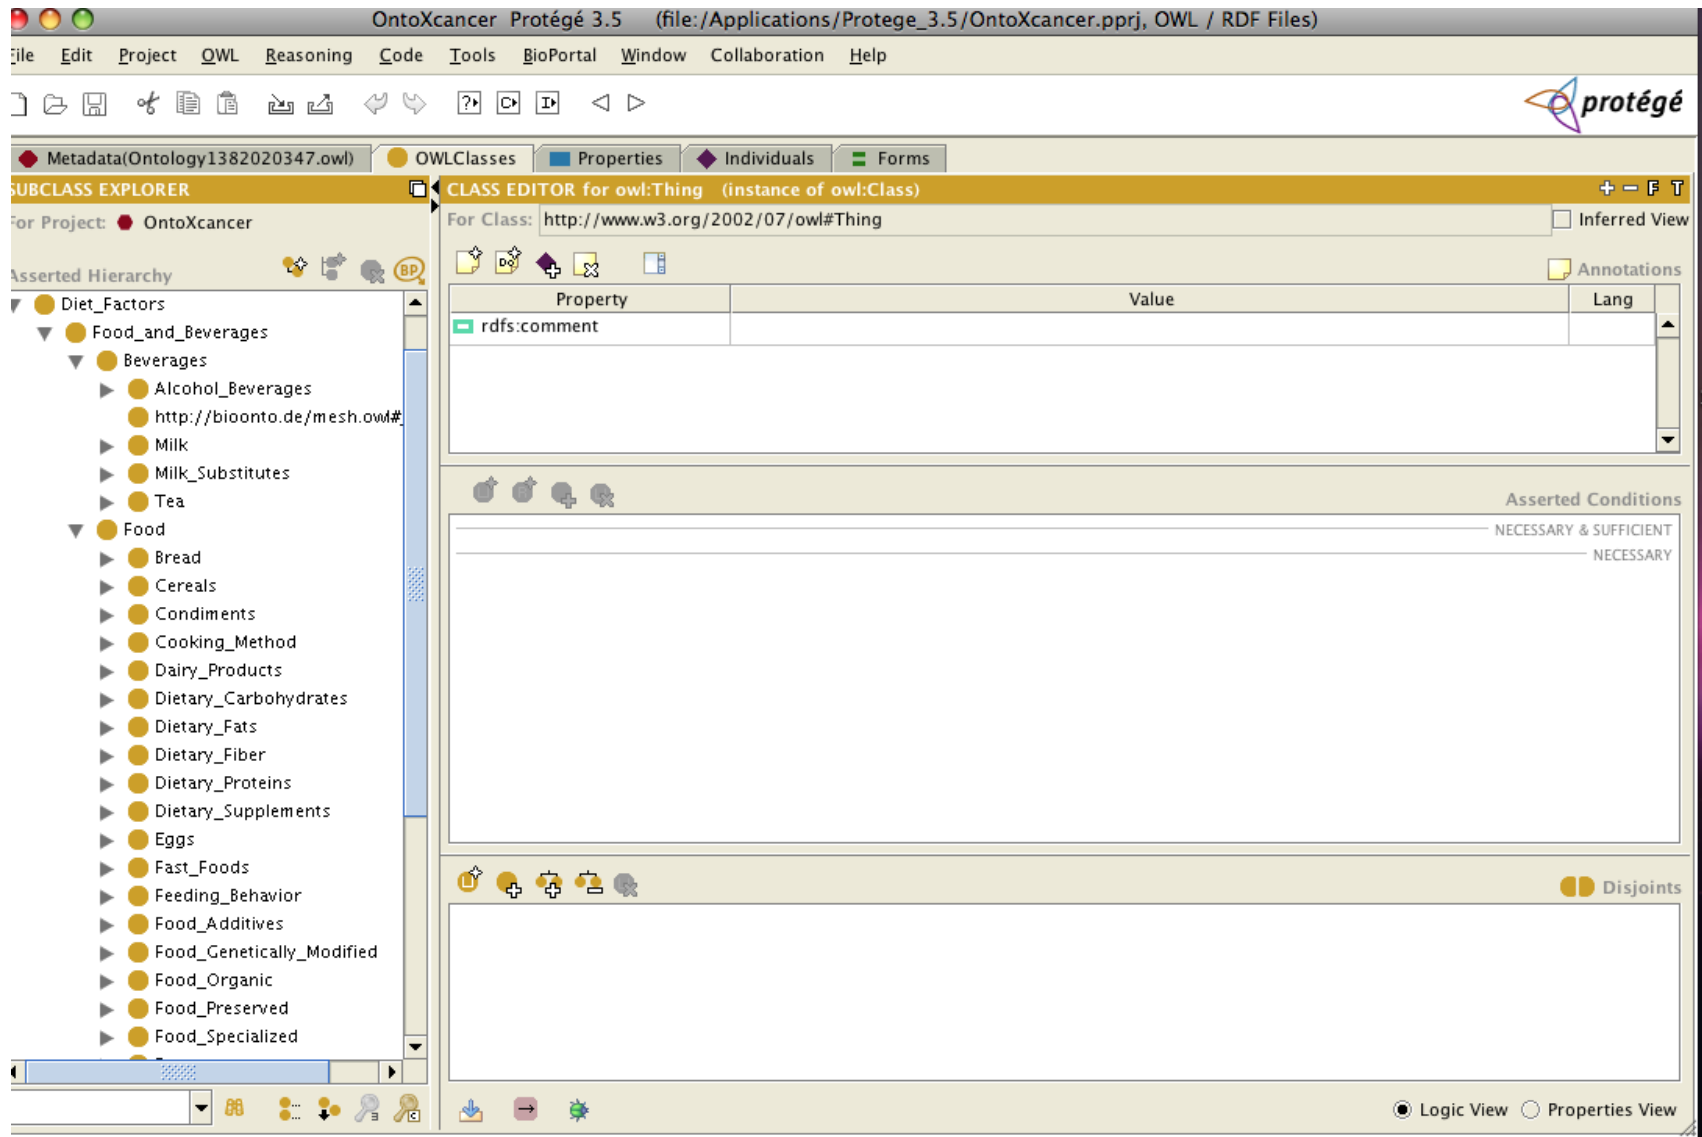 OntoXcancer Protégé 3.5 (file:/Applications/Protege_3.5/OntoXcancer.pprj, OWL / RDF Files)
File Edit Project OWL Reasoning Code Tools BioPortal Window Collaboration Help
protégé
Metadata(Ontology1382020347.owl) OWLClasses Properties Individuals Forms
SUBCLASS EXPLORER
For Project: OntoXcancer
Asserted Hierarchy
BP
Diet_Factors
Food_and_Beverages
Beverages
Alcohol_Beverages
http://bioonto.de/mesh.owl#
Milk
Milk_Substitutes
Tea
Food
Bread
Cereals
Condiments
Cooking_Method
Dairy_Products
Dietary_Carbohydrates
Dietary_Fats
Dietary_Fiber
Dietary_Proteins
Dietary_Supplements
Eggs
Fast_Foods
Feeding_Behavior
Food_Additives
Food_Genetically_Modified
Food_Organic
Food_Preserved
Food_Specialized
CLASS EDITOR for owl:Thing (instance of owl:Class) F T
For Class: http://www.w3.org/2002/07/owl#Thing Inferred View
Annotations
Property Value Lang
rdfs:comment
Asserted Conditions
NECESSARY & SUFFICIENT
NECESSARY
Disjoints
Logic View Properties View